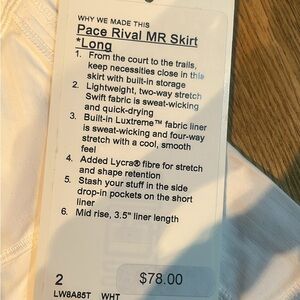 WHY WE MADE THIS
Pace Rival MR Skirt
*Long
1. From the court to the trails,
keep necessities close in this
skirt with built-in storage
2. Lightweight, two-way stretch
Swift fabric is sweat-wicking
and quick-drying
3. Built-in Luxtreme™ fabric liner
is sweat-wicking and four-way
stretch with a cool, smooth
feel
4. Added Lycra® fibre for stretch
and shape retention
5. Stash your stuff in the side
drop-in pockets on the short
liner
6. Mid rise, 3.5" liner length
2 $78.00
LW8A85T WHT